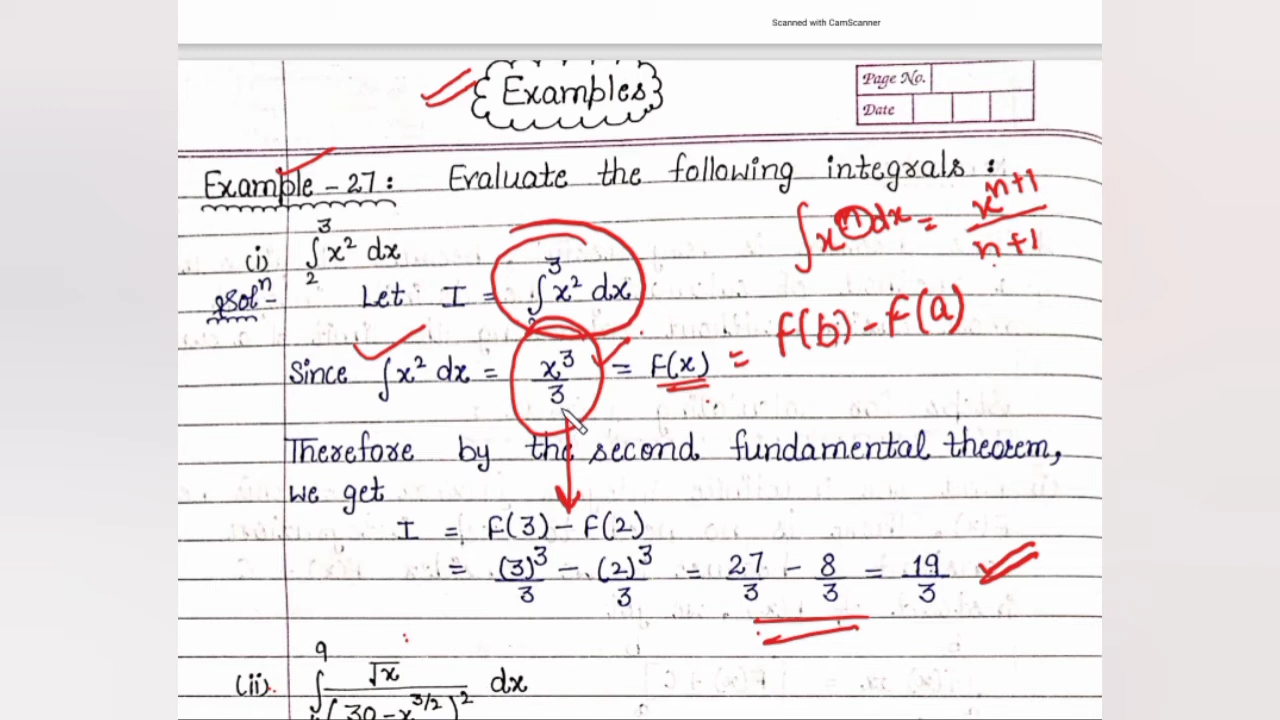 Scanned with CamScanner
Examples
Page No.
Date
Example - 27: Evaluate the following integrals :
∫x^n dx = x^(n+1)/(n+1)
(i) ∫₂³ x² dx
Solⁿ- Let I = ∫³ x² dx
Since ∫x² dx = x³/3 = F(x) = F(b) - F(a)
Therefore by the second fundamental theorem,
we get
I = F(3) - F(2)
= (3)³/3 - (2)³/3 = 27/3 - 8/3 = 19/3
(ii). ∫⁹ √x/(30 - x^(3/2))² dx